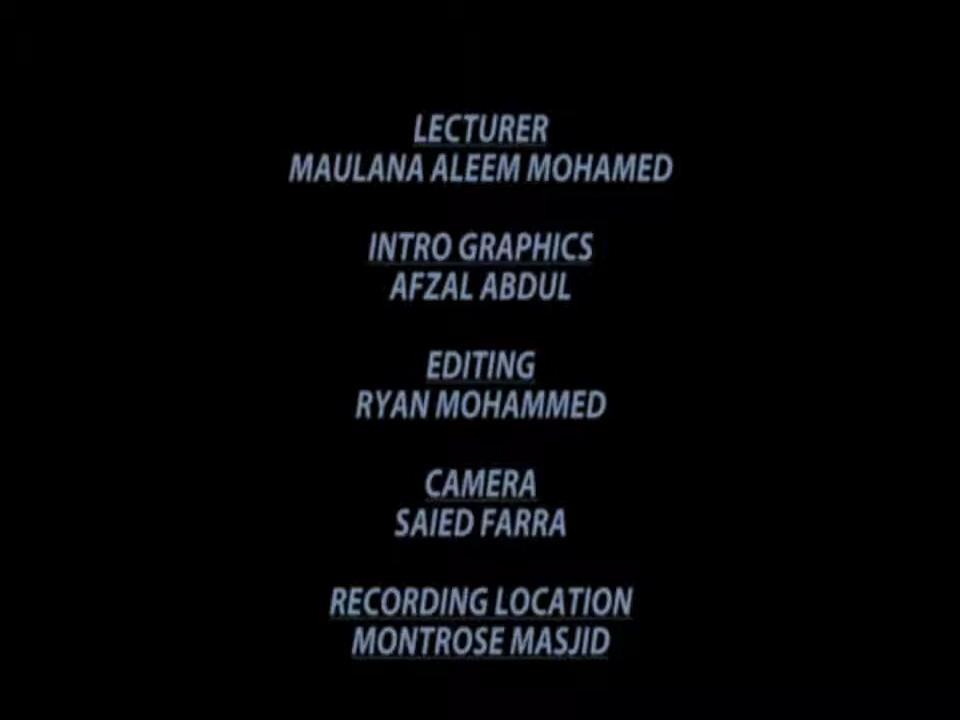 LECTURER
MAULANA ALEEM MOHAMED
INTRO GRAPHICS
AFZAL ABDUL
EDITING
RYAN MOHAMMED
CAMERA
SAIED FARRA
RECORDING LOCATION
MONTROSE MASJID